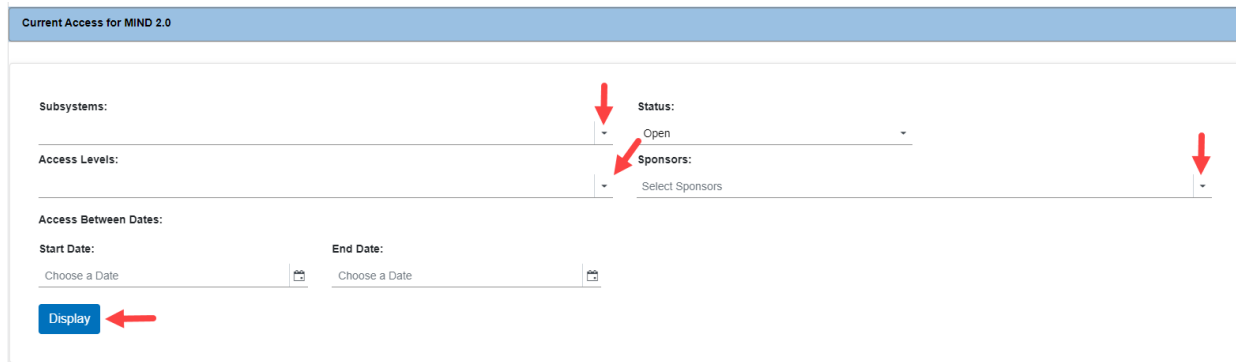 Current Access for MIND 2.0
Subsystems:
Status:
Open
Access Levels:
Sponsors:
Select Sponsors
Access Between Dates:
Start Date:
End Date:
Choose a Date
Choose a Date
Display